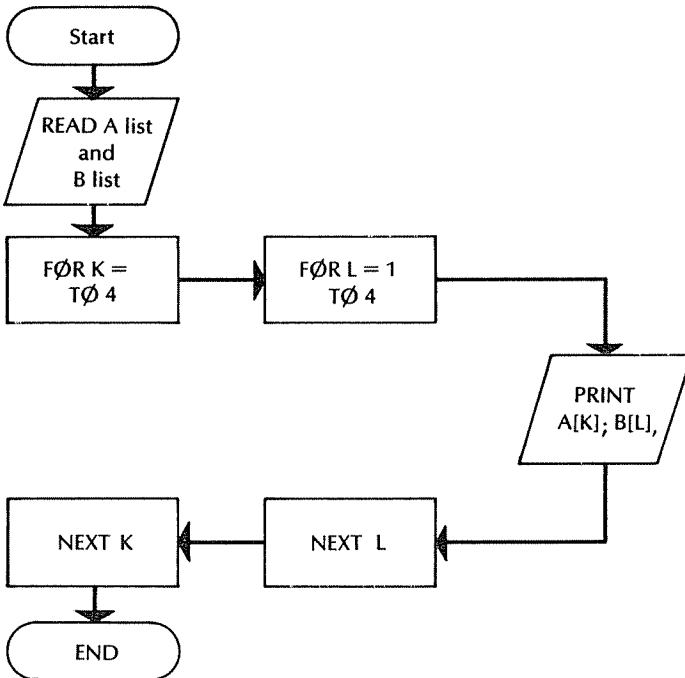 Start
READ A list
and
B list
FØR K =
TØ 4
FØR L = 1
TØ 4
PRINT
A[K]; B[L],
NEXT L
NEXT K
END